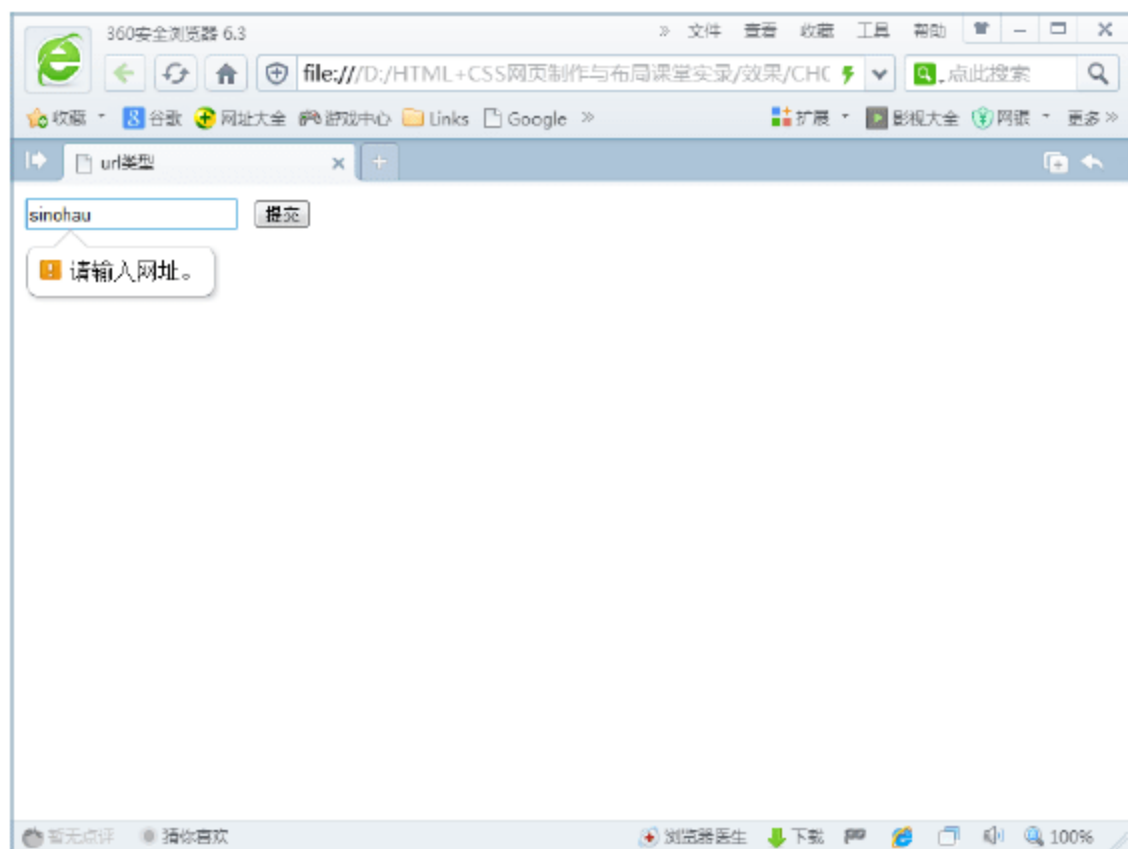 360安全浏览器 6.3 » 文件 查看 收藏 工具 帮助
file:///D:/HTML+CSS网页制作与布局课堂实录/效果/CHC 点此搜索
收藏 谷歌 网址大全 游戏中心 Links Google » 扩展 影视大全 网银 更多 »
url类型
sinohau 提交
请输入网址。
暂无点评 猜你喜欢 浏览器医生 下载 100%